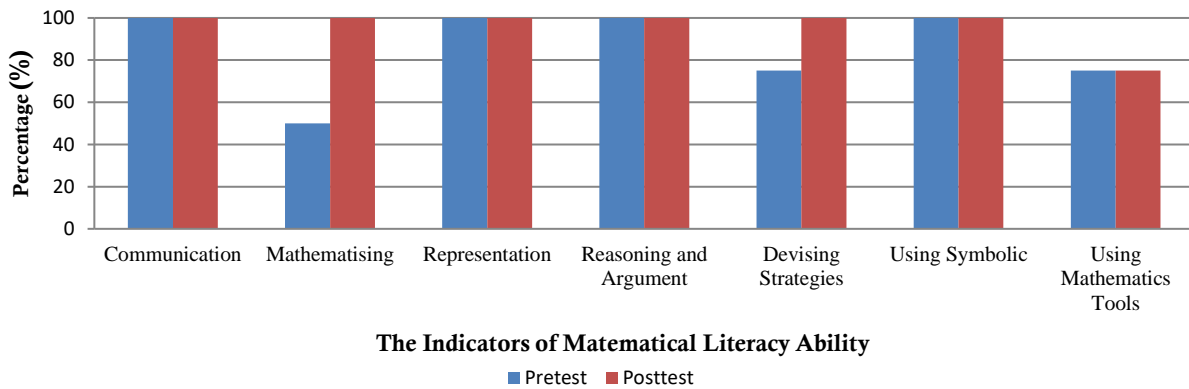 Percentage (%)
100
80
60
40
20
0
Communication
Mathematising
Representation
Reasoning and
Argument
Devising
Strategies
Using Symbolic
Using
Mathematics
Tools
The Indicators of Matematical Literacy Ability
Pretest Posttest